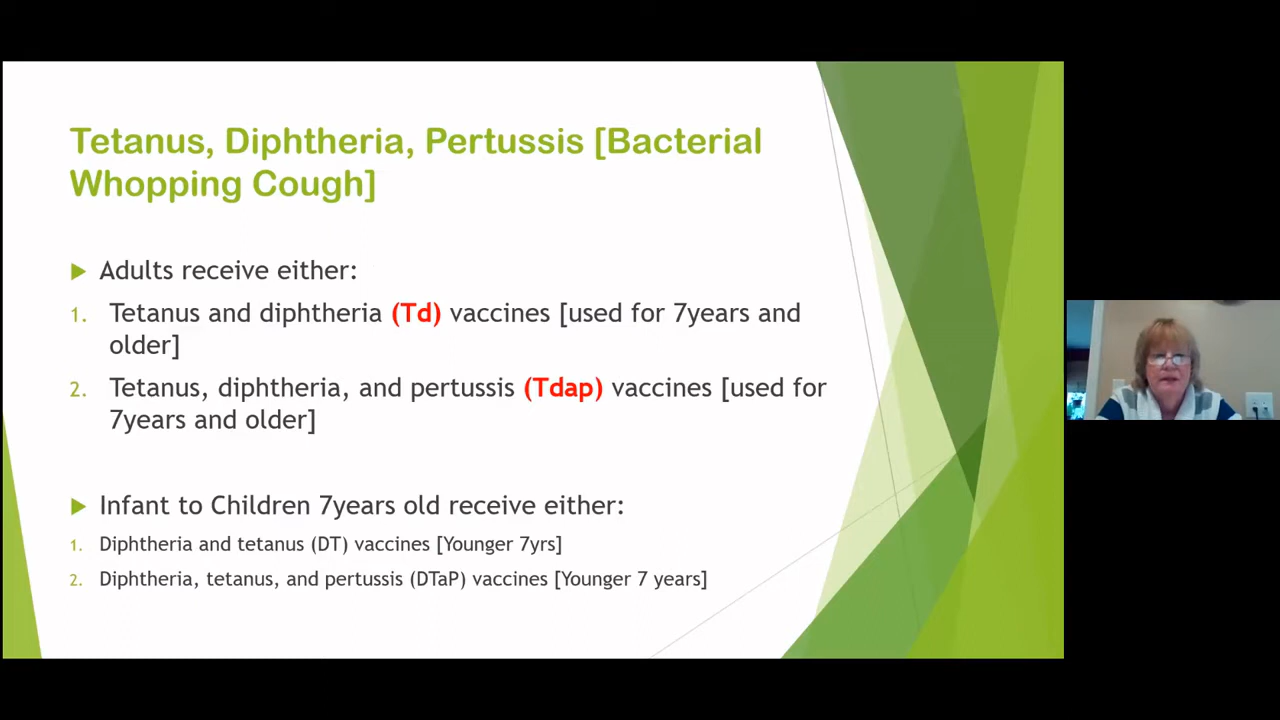 Tetanus, Diphtheria, Pertussis [Bacterial
Whopping Cough]
Adults receive either:
1. Tetanus and diphtheria (Td) vaccines [used for 7years and
older]
2. Tetanus, diphtheria, and pertussis (Tdap) vaccines [used for
7years and older]
Infant to Children 7years old receive either:
1. Diphtheria and tetanus (DT) vaccines [Younger 7yrs]
2. Diphtheria, tetanus, and pertussis (DTaP) vaccines [Younger 7 years]